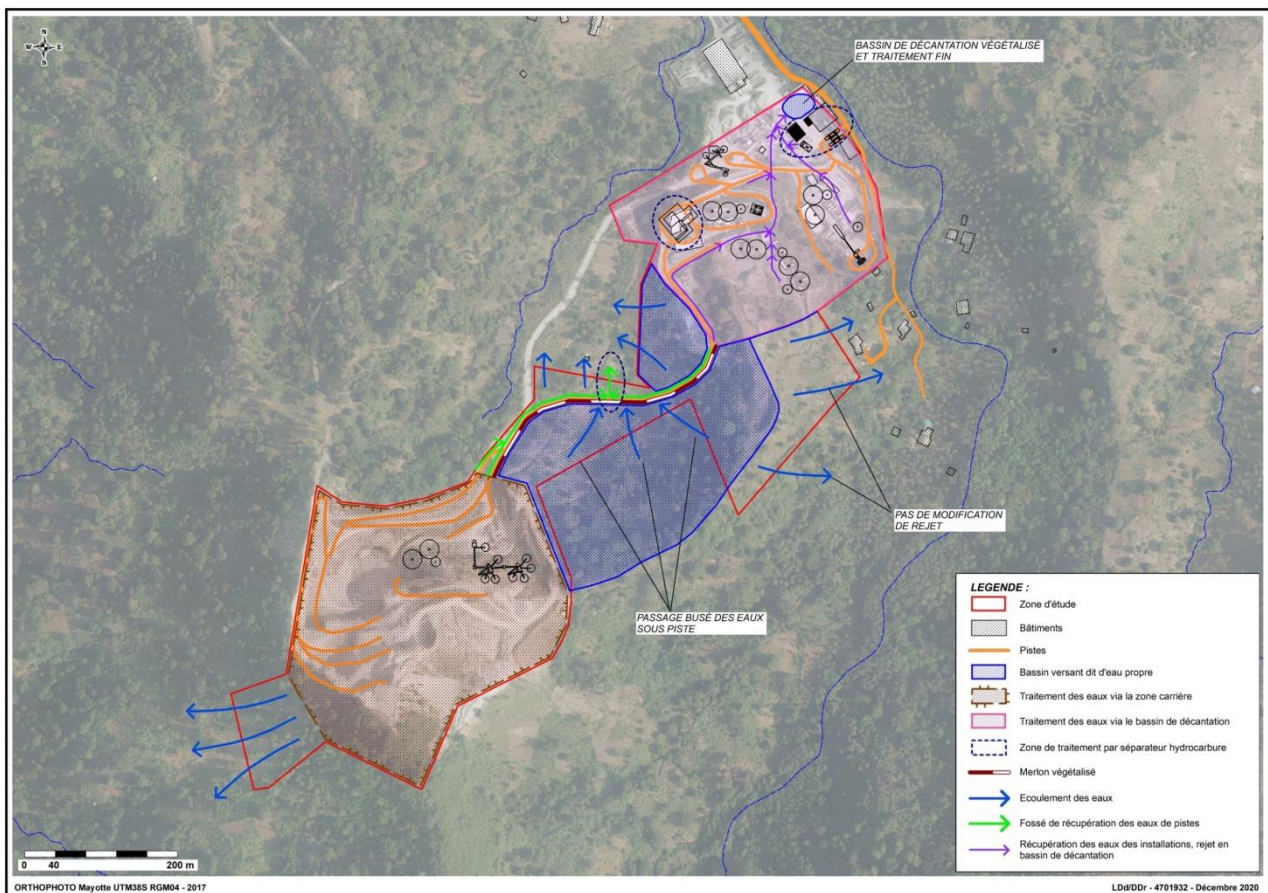 N
W E
S
BASSIN DE DÉCANTATION VÉGÉTALISÉ
ET TRAITEMENT FIN
PAS DE MODIFICATION
DE REJET
PASSAGE BUSÉ DES EAUX
SOUS PISTE
LEGENDE :
Zone d'étude
Bâtiments
Pistes
Bassin versant dit d'eau propre
Traitement des eaux via la zone carrière
Traitement des eaux via le bassin de décantation
Zone de traitement par séparateur hydrocarbure
Merlon végétalisé
Ecoulement des eaux
Fossé de récupération des eaux de pistes
Récupération des eaux des installations, rejet en
bassin de décantation
0 40 200 m
ORTHOPHOTO Mayotte UTM38S RGM04 - 2017
LDd/DDr - 4701932 - Décembre 2020